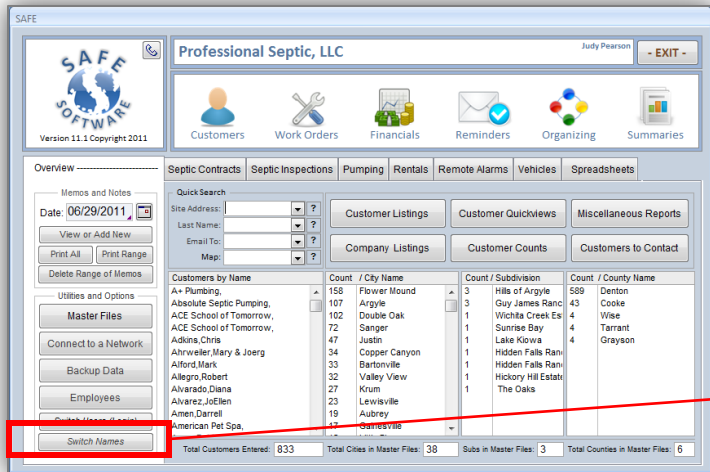 SAFE
SAFE
SOFTWARE
Version 11.1 Copyright 2011
Professional Septic, LLC
Judy Pearson
- EXIT -
Customers
Work Orders
Financials
Reminders
Organizing
Summaries
Overview --------------------------
Septic Contracts
Septic Inspections
Pumping
Rentals
Remote Alarms
Vehicles
Spreadsheets
Memos and Notes
Date: 06/29/2011
View or Add New
Print All
Print Range
Delete Range of Memos
Utilities and Options
Master Files
Connect to a Network
Backup Data
Employees
Switch Users (Login)
Switch Names
Quick Search
Site Address: ?
Last Name: ?
Email To: ?
Map: ?
Customer Listings
Customer Quickviews
Miscellaneous Reports
Company Listings
Customer Counts
Customers to Contact
Customers by Name
A+ Plumbing,
Absolute Septic Pumping,
ACE School of Tomorrow,
ACE School of Tomorrow,
Adkins,Chris
Ahrweiler,Mary & Joerg
Alford,Mark
Allegro,Robert
Alvarado,Diana
Alvarez,JoEllen
Amen,Darrell
American Pet Spa,
Count / City Name
158 Flower Mound
107 Argyle
102 Double Oak
72 Sanger
47 Justin
34 Copper Canyon
33 Bartonville
32 Valley View
27 Krum
23 Lewisville
19 Aubrey
17 Gainesville
Count / Subdivision
3 Hills of Argyle
3 Guy James Ranc
1 Wichita Creek Es
1 Sunrise Bay
1 Lake Kiowa
1 Hidden Falls Ran
1 Hidden Falls Ran
1 Hickory Hill Estate
1 The Oaks
Count / County Name
589 Denton
43 Cooke
4 Wise
4 Tarrant
4 Grayson
Total Customers Entered: 833
Total Cities in Master Files: 38
Subs in Master Files: 3
Total Counties in Master Files: 6